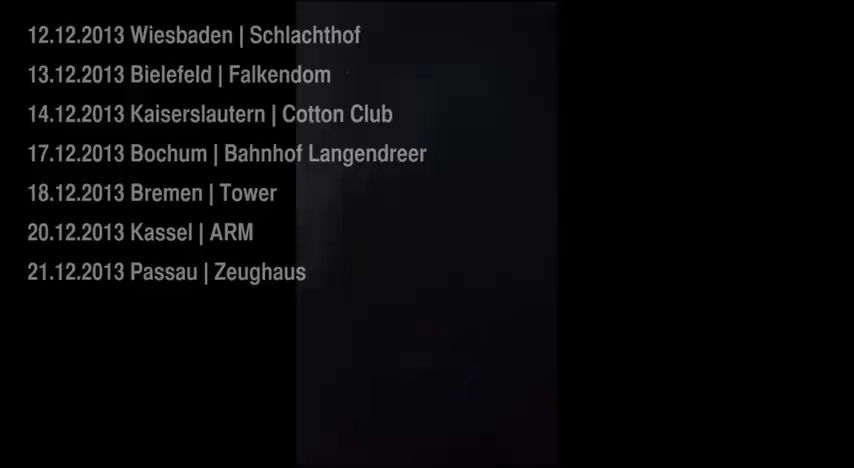 12.12.2013 Wiesbaden | Schlachthof
13.12.2013 Bielefeld | Falkendom
14.12.2013 Kaiserslautern | Cotton Club
17.12.2013 Bochum | Bahnhof Langendreer
18.12.2013 Bremen | Tower
20.12.2013 Kassel | ARM
21.12.2013 Passau | Zeughaus